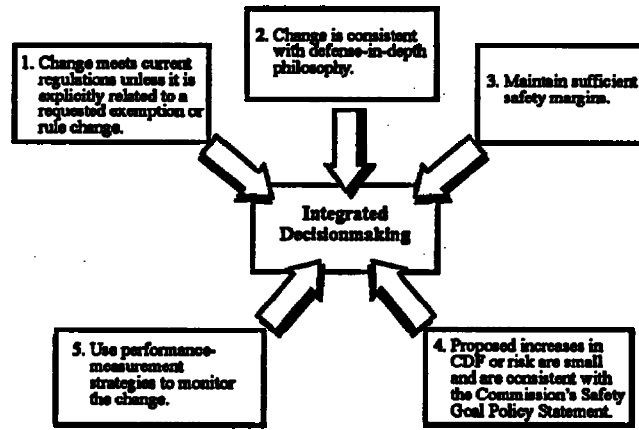 1. Change meets current
regulations unless it is
explicitly related to a
requested exemption or
rule change.
2. Change is consistent
with defense-in-depth
philosophy.
3. Maintain sufficient
safety margins.
Integrated
Decisionmaking
5. Use performance-
measurement
strategies to monitor
the change.
4. Proposed increases in
CDF or risk are small
and are consistent with
the Commission's Safety
Goal Policy Statement.